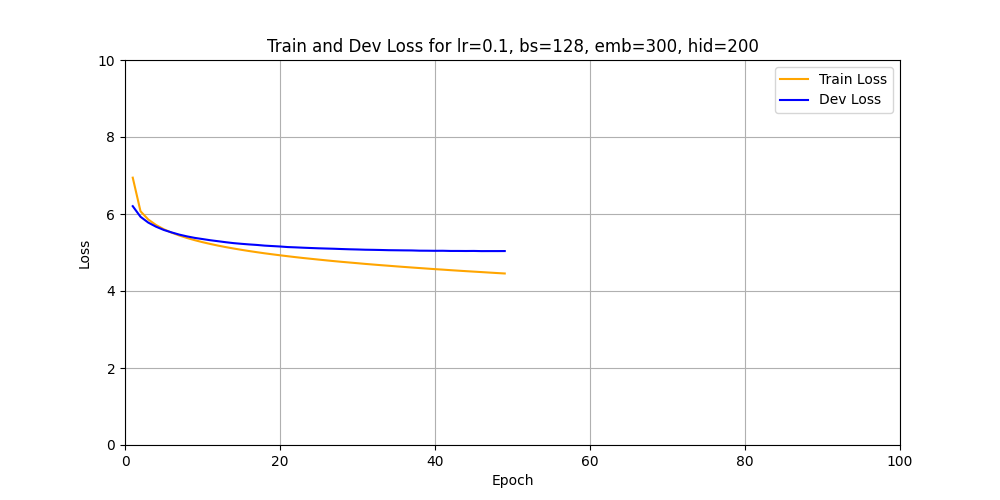 Train and Dev Loss for lr=0.1, bs=128, emb=300, hid=200
Train Loss
Dev Loss
Loss
10
8
6
4
2
0
0 20 40 60 80 100
Epoch